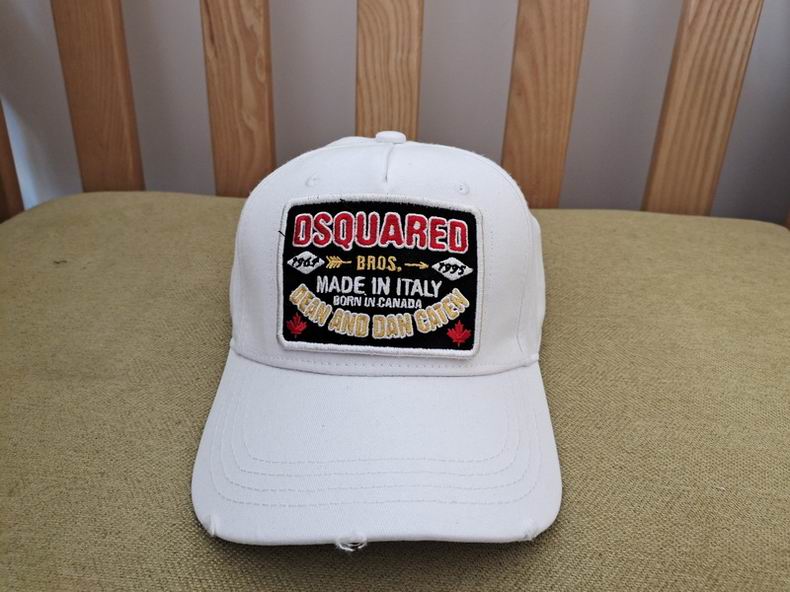 DSQUARED
1964 BROS. 1995
MADE IN ITALY
BORN IN CANADA
DEAN AND DAN CATEN